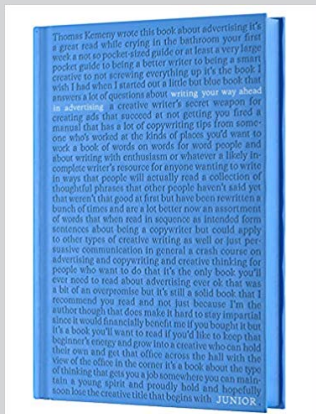 Thomas Kemeny wrote this book about advertising it's
a great read while crying in the bathroom your first
week a not so pocket-sized guide or at least a very large
pocket guide to being a better writer to being a smart
creative to not screwing everything up it's the book I
wish I had when I started out a little but blue book that
answers a lot of questions about writing your way ahead
in advertising a creative writer's secret weapon for
creating ads that succeed at not getting you fired a
manual that has a lot of copywriting tips from some-
one who's worked at the kinds of places you'd want to
work a book of words on words for word people and
about writing with enthusiasm or whatever a likely in-
complete writer's resource for anyone wanting to write
in ways that people will actually read a collection of
thoughtful phrases that other people haven't said yet
that weren't that good at first but have been rewritten a
bunch of times and are a lot better now an assortment
of words that when read in sequence as intended form
sentences about being a copywriter but could apply
to other types of creative writing as well or just per-
suasive communication in general a crash course on
advertising and copywriting and creative thinking for
people who want to do that it's the only book you'll
ever need to read about advertising ever ok that was
a bit of an overpromise but it's still a solid book that I
recommend you read and not just because I'm the
author though that does make it hard to stay impartial
since it would financially benefit me if you bought it but
it's a book you'll want to read if you'd like to keep that
beginner's energy and grow into a creative who can hold
their own and get that office across the hall with the
view of the office in the corner it's a book about the type
of thinking that gets you a job somewhere you can main-
tain a young spirit and proudly hold and hopefully
soon lose the creative title that begins with JUNIOR